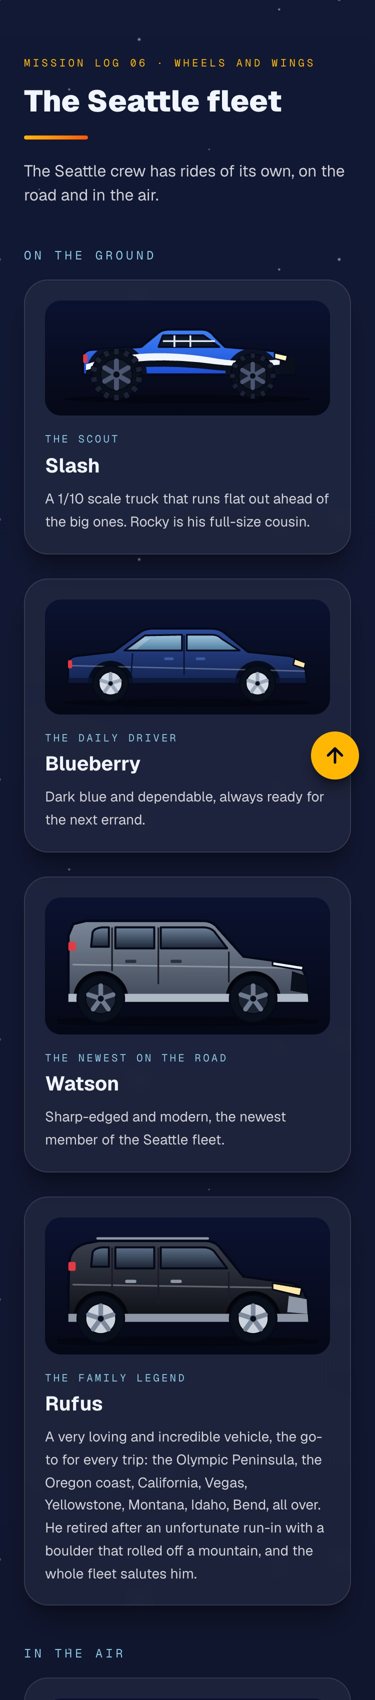 MISSION LOG 06 · WHEELS AND WINGS
The Seattle fleet
The Seattle crew has rides of its own, on the
road and in the air.
ON THE GROUND
THE SCOUT
Slash
A 1/10 scale truck that runs flat out ahead of
the big ones. Rocky is his full-size cousin.
THE DAILY DRIVER
Blueberry
Dark blue and dependable, always ready for
the next errand.
THE NEWEST ON THE ROAD
Watson
Sharp-edged and modern, the newest
member of the Seattle fleet.
THE FAMILY LEGEND
Rufus
A very loving and incredible vehicle, the go-
to for every trip: the Olympic Peninsula, the
Oregon coast, California, Vegas,
Yellowstone, Montana, Idaho, Bend, all over.
He retired after an unfortunate run-in with a
boulder that rolled off a mountain, and the
whole fleet salutes him.
IN THE AIR